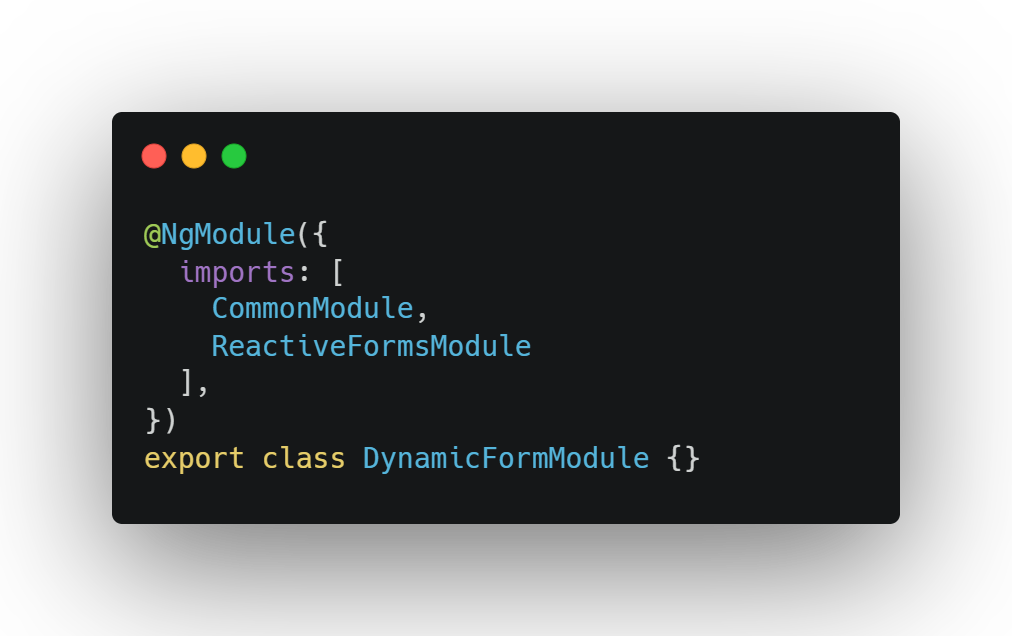 @NgModule({
  imports: [
    CommonModule,
    ReactiveFormsModule
  ],
})
export class DynamicFormModule {}